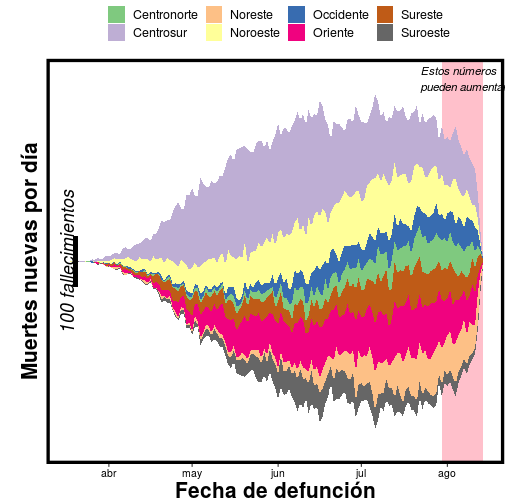 Centronorte Noreste Occidente Sureste
Centrosur Noroeste Oriente Suroeste
Estos números
pueden aumenta
Muertes nuevas por día
100 fallecimientos
abr may jun jul ago
Fecha de defunción